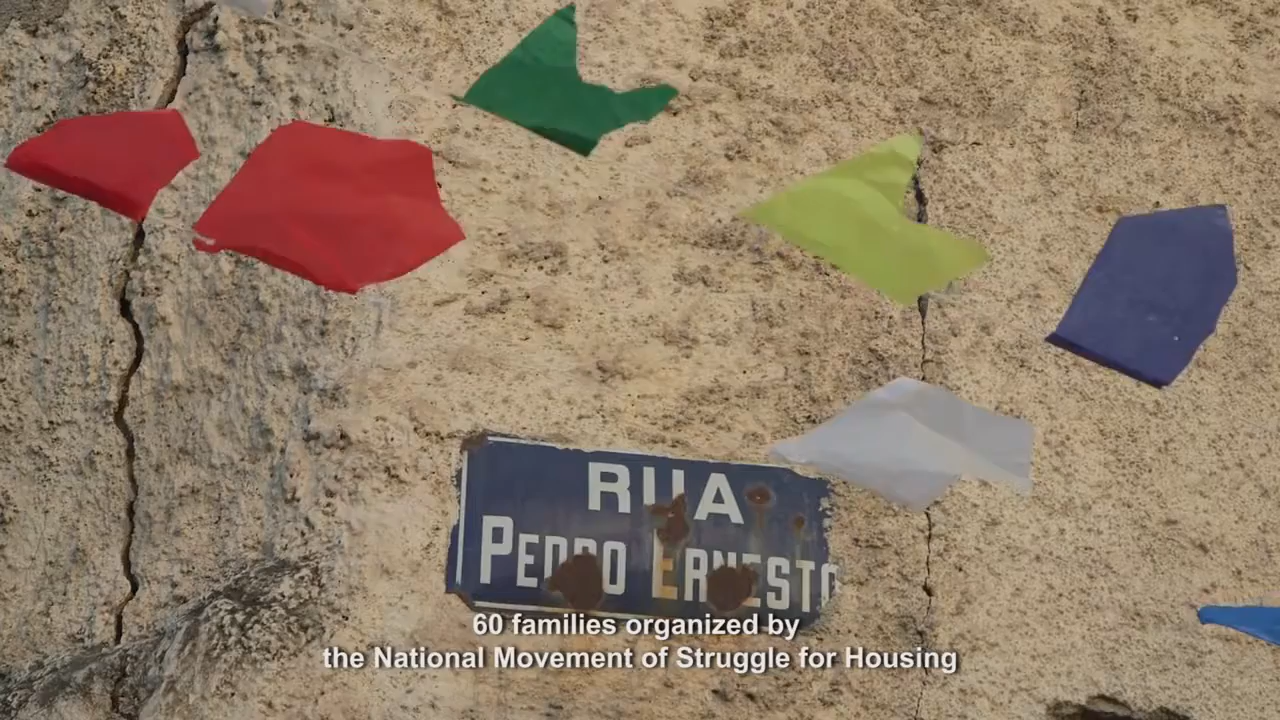 RUA
PEDRO ERNESTO
60 families organized by
the National Movement of Struggle for Housing